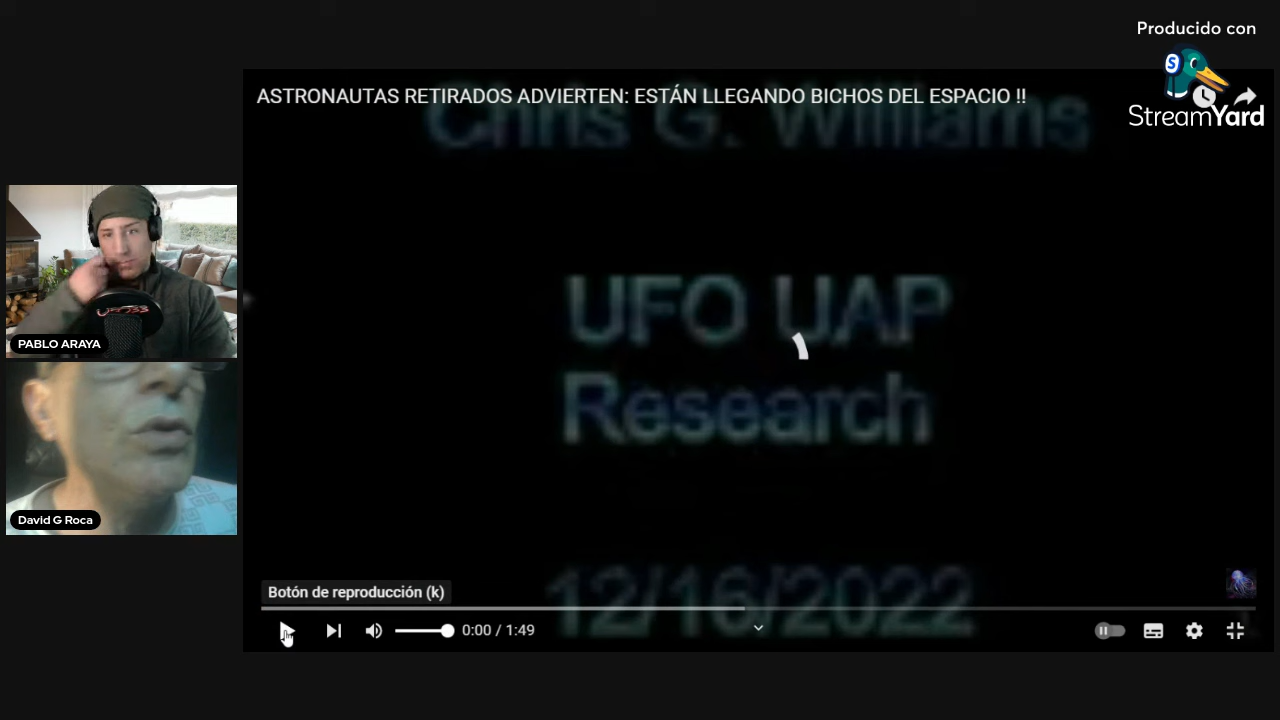 Producido con
StreamYard
ASTRONAUTAS RETIRADOS ADVIERTEN: ESTÁN LLEGANDO BICHOS DEL ESPACIO !!
Chris G. Williams
UFO UAP
Research
12/16/2022
PABLO ARAYA
David G Roca
Botón de reproducción (k)
0:00 / 1:49